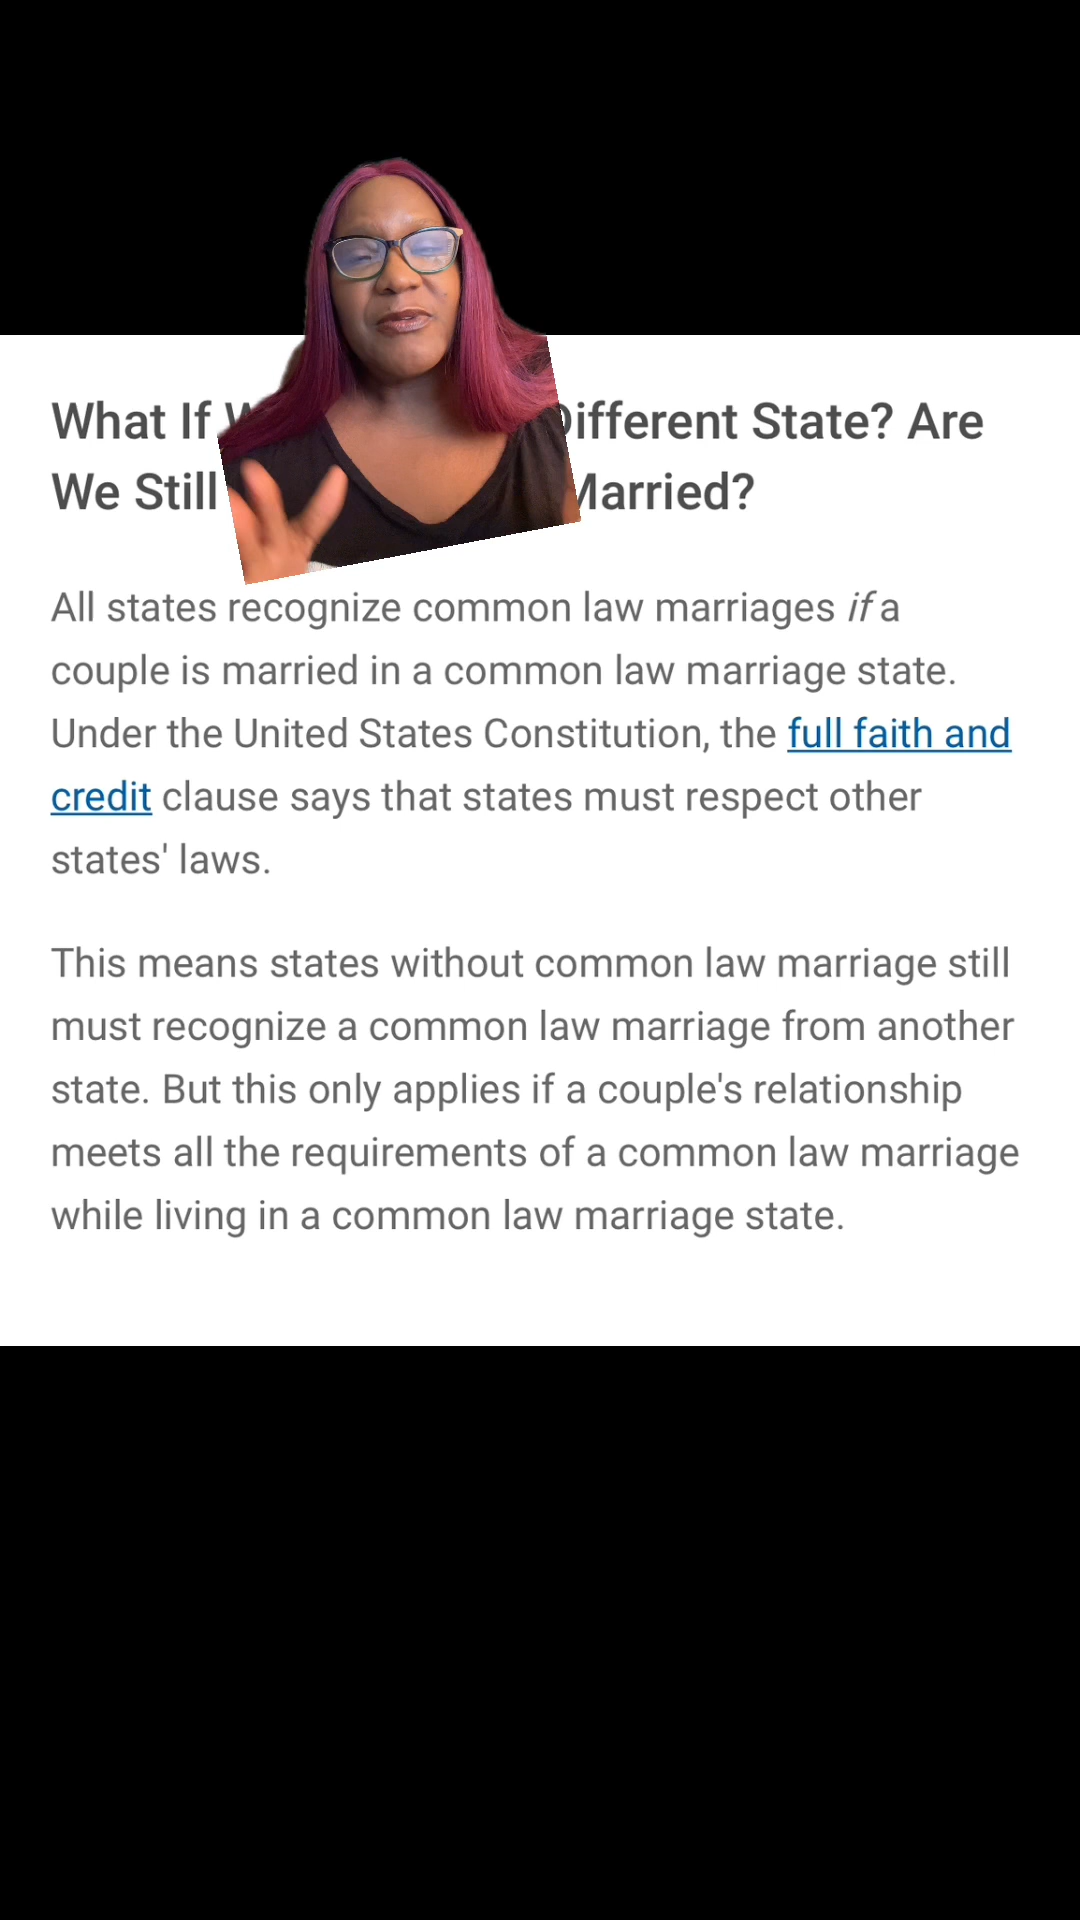 What If Different State? Are
We Still Married?
All states recognize common law marriages if a
couple is married in a common law marriage state.
Under the United States Constitution, the full faith and
credit clause says that states must respect other
states' laws.
This means states without common law marriage still
must recognize a common law marriage from another
state. But this only applies if a couple's relationship
meets all the requirements of a common law marriage
while living in a common law marriage state.